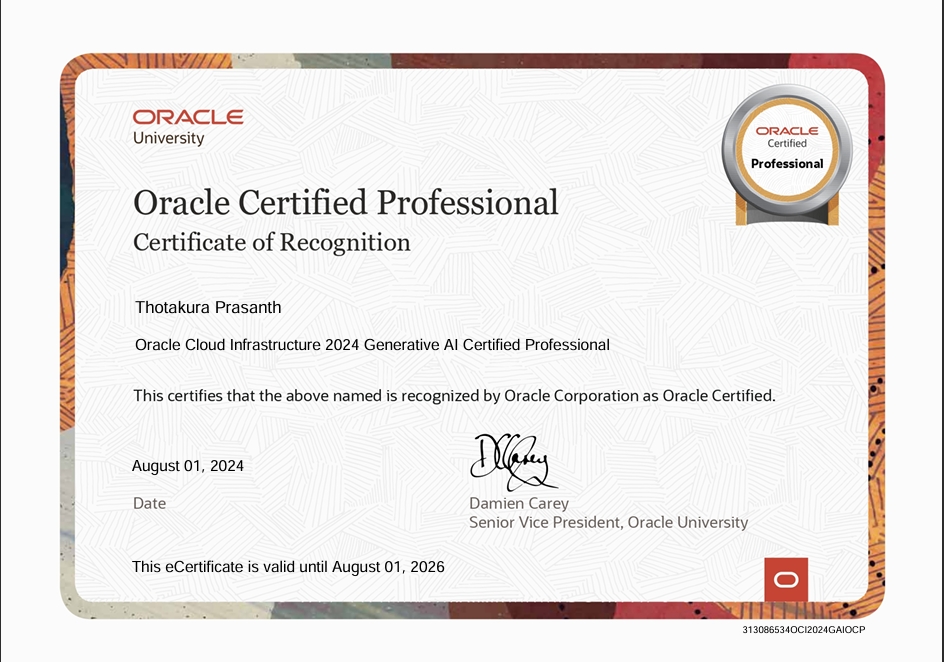 ORACLE
University
ORACLE
Certified
Professional
Oracle Certified Professional
Certificate of Recognition
Thotakura Prasanth
Oracle Cloud Infrastructure 2024 Generative AI Certified Professional
This certifies that the above named is recognized by Oracle Corporation as Oracle Certified.
DCCarey
August 01, 2024
Date
Damien Carey
Senior Vice President, Oracle University
This eCertificate is valid until August 01, 2026
313086534OCI2024GAIOCP